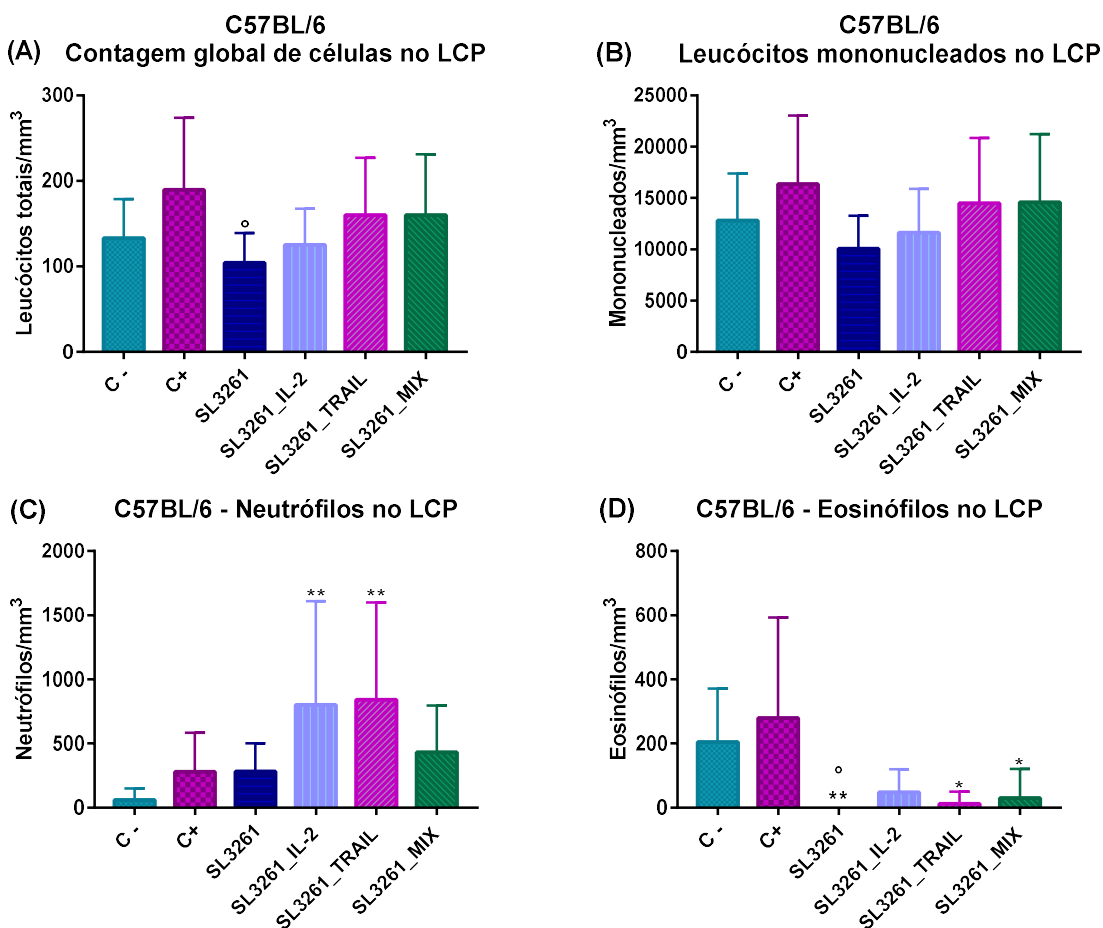 (A)
C57BL/6
Contagem global de células no LCP
Leucócitos totais/mm³
300
200
100
0
°
C -
C+
SL3261
SL3261_IL-2
SL3261_TRAIL
SL3261_MIX
(B)
C57BL/6
Leucócitos mononucleados no LCP
Mononucleados/mm³
25000
20000
15000
10000
5000
0
C -
C+
SL3261
SL3261_IL-2
SL3261_TRAIL
SL3261_MIX
(C)
C57BL/6 - Neutrófilos no LCP
Neutrófilos/mm³
2000
1500
1000
500
0
**
**
C -
C+
SL3261
SL3261_IL-2
SL3261_TRAIL
SL3261_MIX
(D)
C57BL/6 - Eosinófilos no LCP
Eosinófilos/mm³
800
600
400
200
0
°
**
*
*
C -
C+
SL3261
SL3261_IL-2
SL3261_TRAIL
SL3261_MIX